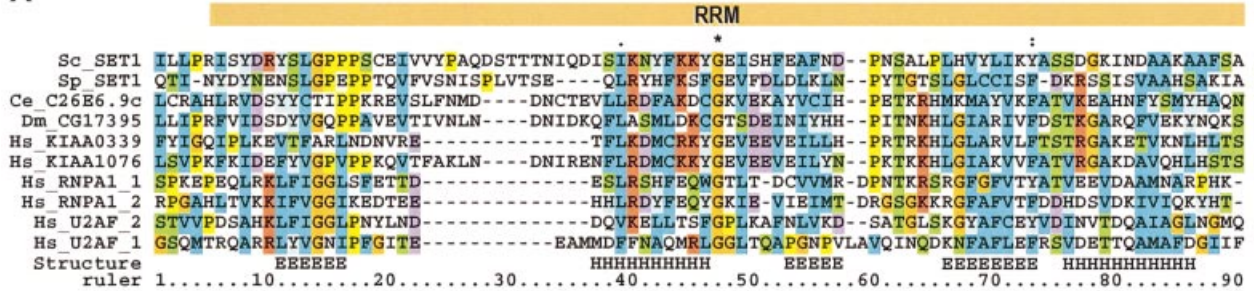 RRM
. * :
Sc_SET1 ILLPRISYDRYSLGPPPSCEIVVYPAQDSTTTNIQDISIKNYFKKYGEISHFEAFND--PNSALPLHVYLIKYASSDGKINDAAKAAFSA
Sp_SET1 QTI-NYDYNENSLGPEPPTQVFVSNISPLVTSE----QLRYHFKSFGEVFDLDLKLN--PYTGTSLGLCCISF-DKRSSISVAAHSAKIA
Ce_C26E6.9c LCRAHLRVDSYYCTIPPKREVSLFNMD----DNCTEVLLRDFAKDCGKVEKAYVCIH--PETKRHMKMAYVKFATVKEAHNFYSMYHAQN
Dm_CG17395 LLIPRFVIDSDYVGQPPAVEVTIVNLN----DNIDKQFLASMLDKCGTSDEINIYHH--PITNKHLGIARIVFDSTKGARQFVEKYNQKS
Hs_KIAA0339 FYIGQIPLKEVTFARLNDNVRE------------TFLKDMCRKYGEVEEVEILLH--PRTRKHLGLARVLFTSTRGAKETVKNLHLTS
Hs_KIAA1076 LSVPKFKIDEFYVGPVPPKQVTFAKLN----DNIRENFLRDMCKKYGEVEEVEILYN--PKTKKHLGIAKVVFATVRGAKDAVQHLHSTS
Hs_RNPA1_1 SPKEPEQLRKLFIGGLSFETTD--------------ESLRSHFEQWGTLT-DCVVMR-DPNTKRSRGFGFVTYATVEEVDAAMNARPHK-
Hs_RNPA1_2 RPGAHLTVKKIFVGGIKEDTEE--------------HHLRDYFEQYGKIE-VIEIMT-DRGSGKKRGFAFVTFDDHDSVDKIVIQKYHT-
Hs_U2AF_2 STVVPDSAHKLFIGGLPNYLND--------------DQVKELLTSFGPLKAFNLVKD--SATGLSKGYAFCEYVDINVTDQAIAGLNGMQ
Hs_U2AF_1 GSQMTRQARRLYVGNIPFGITE-----------EAMMDFFNAQMRLGGLTQAPGNPVLAVQINQDKNFAFLEFRSVDETTQAMAFDGIIF
Structure EEEEEE HHHHHHHHHH EEEEE EEEEEEEE HHHHHHHHHHH
ruler 1.......10........20........30........40........50........60........70........80........90